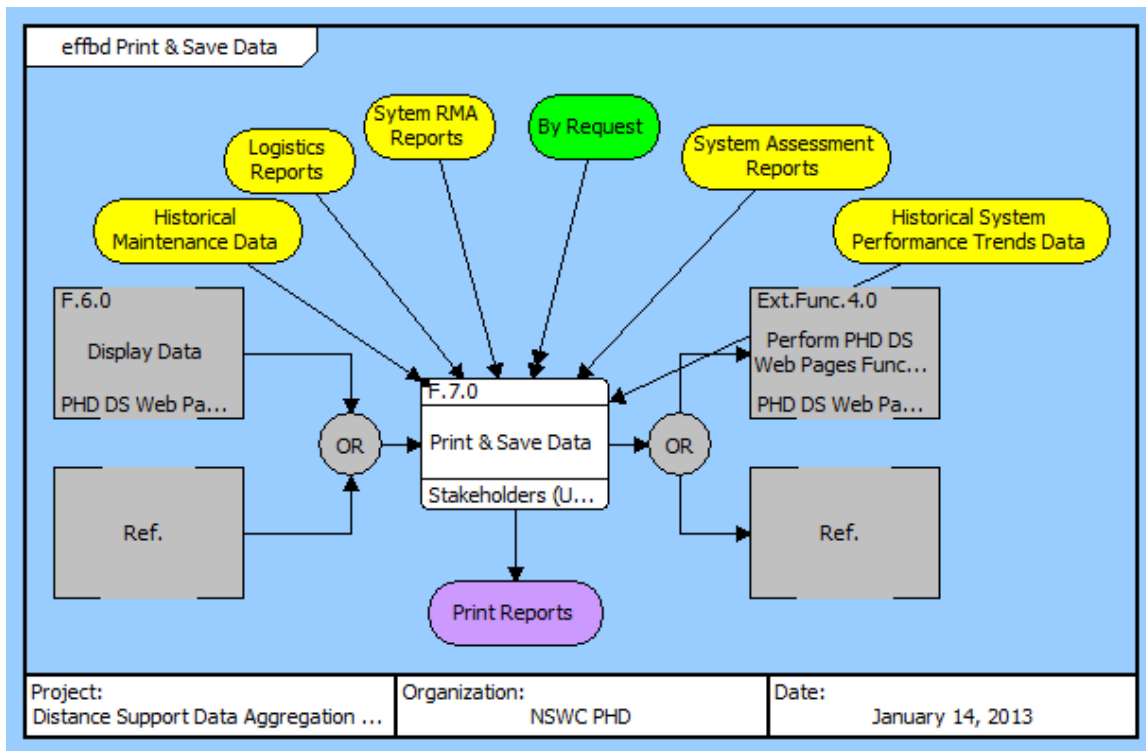 effbd Print & Save Data
Sytem RMA
Reports
By Request
Logistics
Reports
System Assessment
Reports
Historical
Maintenance Data
Historical System
Performance Trends Data
F.6.0
Display Data
PHD DS Web Pa...
Ext.Func.4.0
Perform PHD DS
Web Pages Func...
PHD DS Web Pa...
F.7.0
Print & Save Data
Stakeholders (U...
OR
OR
Ref.
Ref.
Print Reports
Project:
Distance Support Data Aggregation ...
Organization:
NSWC PHD
Date:
January 14, 2013